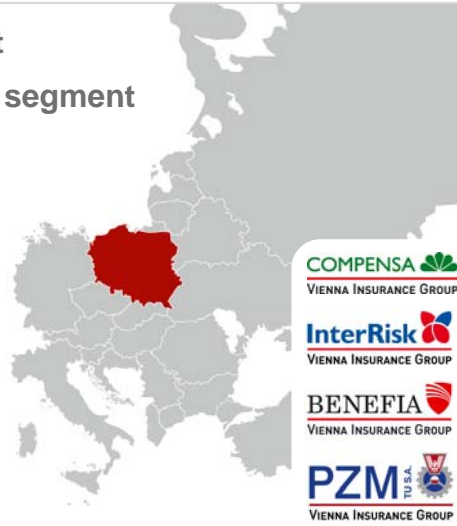 t
segment
COMPENSA
VIENNA INSURANCE GROUP
InterRisk
VIENNA INSURANCE GROUP
BENEFIA
VIENNA INSURANCE GROUP
PZM TU S.A.
VIENNA INSURANCE GROUP